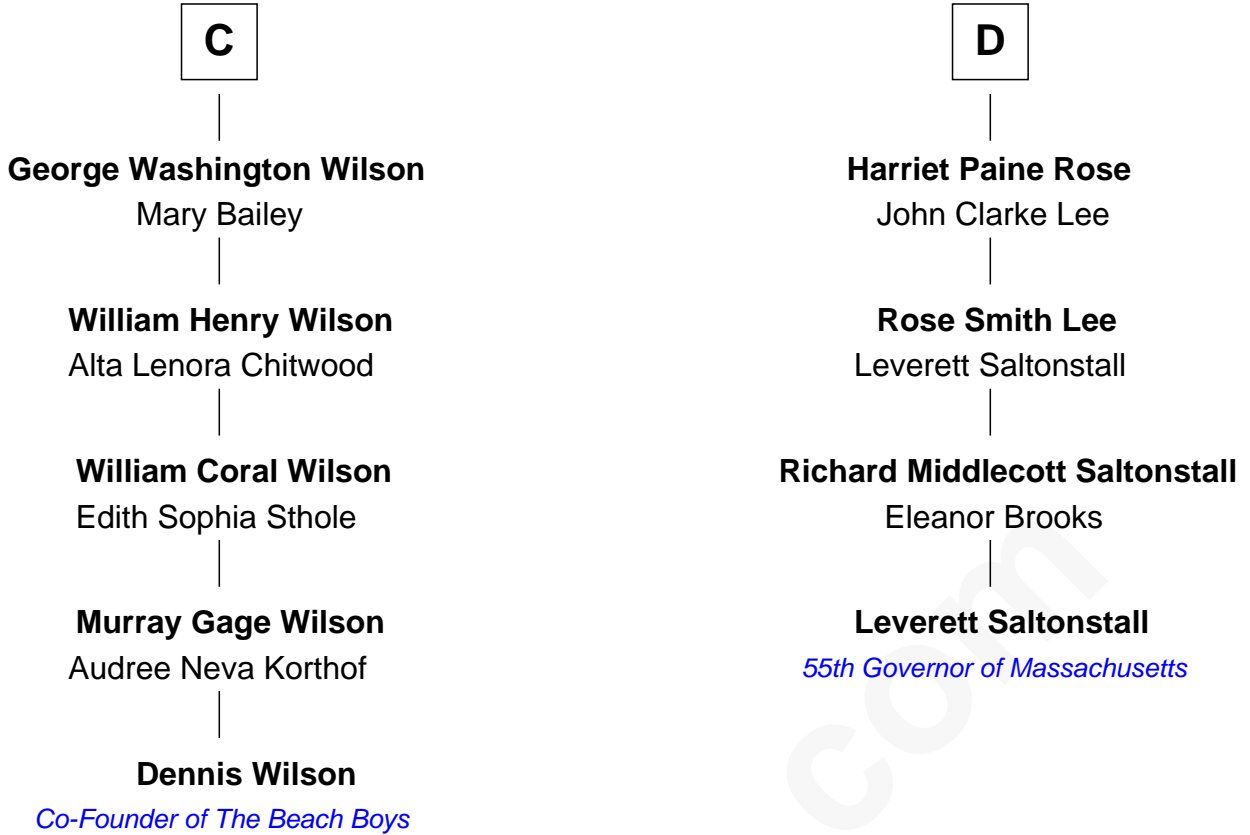 C
George Washington Wilson
Mary Bailey
William Henry Wilson
Alta Lenora Chitwood
William Coral Wilson
Edith Sophia Sthole
Murray Gage Wilson
Audree Neva Korthof
Dennis Wilson
Co-Founder of The Beach Boys
D
Harriet Paine Rose
John Clarke Lee
Rose Smith Lee
Leverett Saltonstall
Richard Middlecott Saltonstall
Eleanor Brooks
Leverett Saltonstall
55th Governor of Massachusetts
com